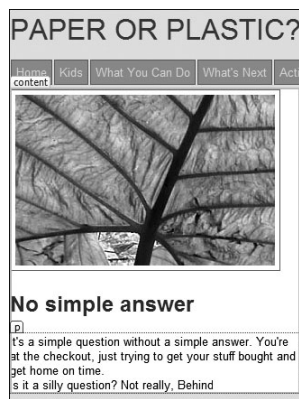 PAPER OR PLASTIC?
Home Kids What You Can Do What's Next Acti
content
No simple answer
p
t's a simple question without a simple answer. You're
at the checkout, just trying to get your stuff bought and
get home on time.
s it a silly question? Not really, Behind